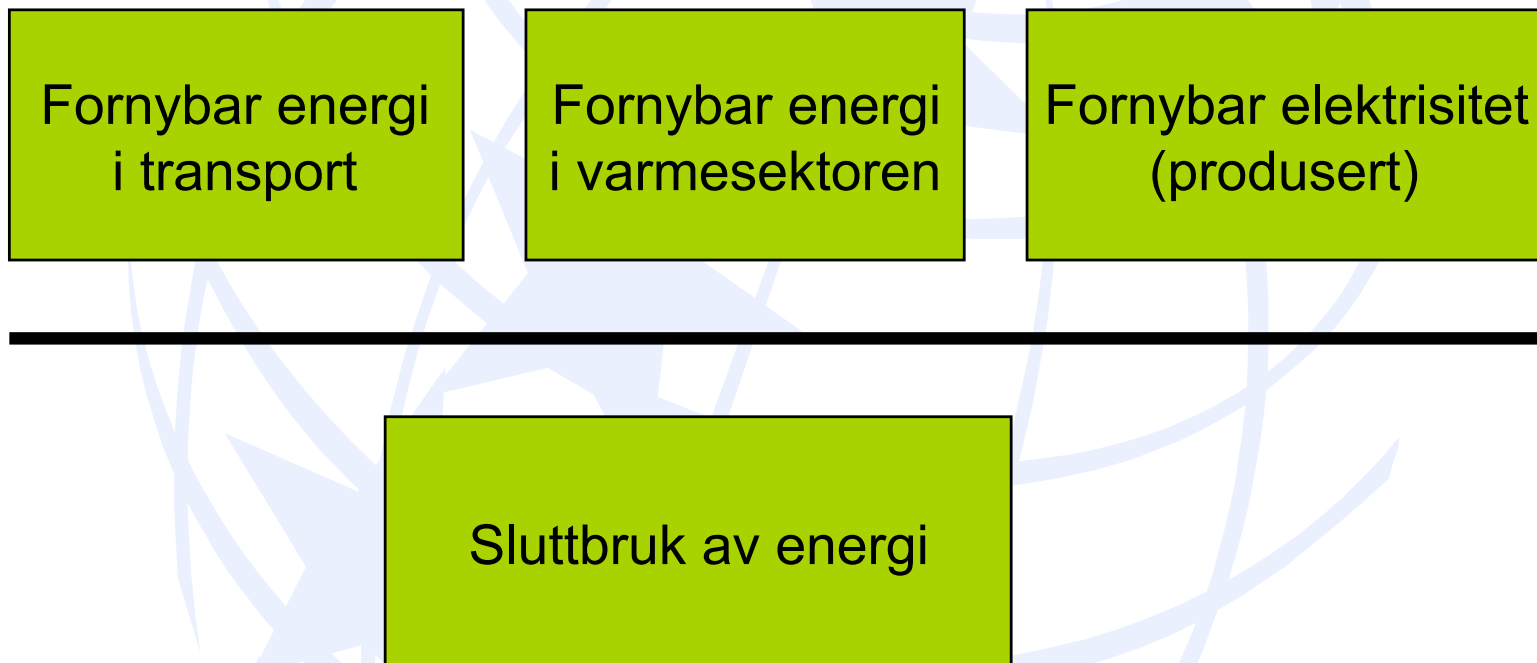 Fornybar energi
i transport
Fornybar energi
i varmesektoren
Fornybar elektrisitet
(produsert)
Sluttbruk av energi